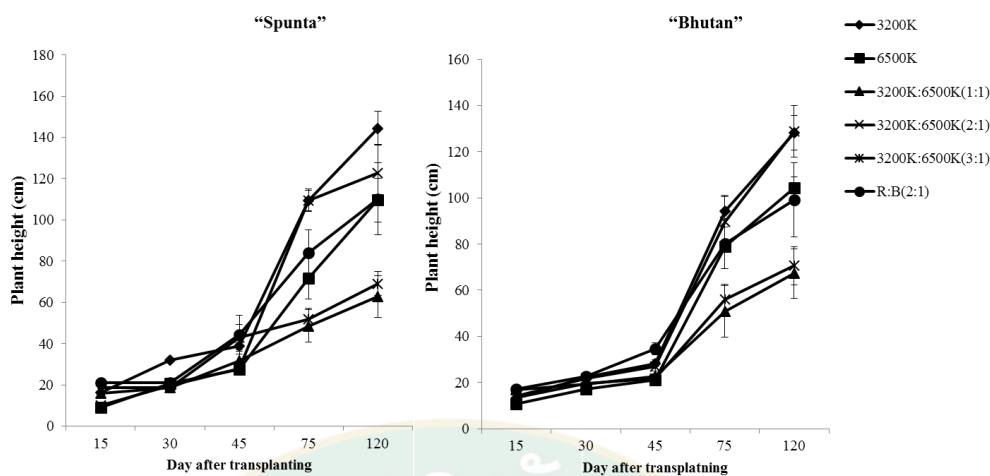 “Spunta”
Plant height (cm)
180
160
140
120
100
80
60
40
20
0
15 30 45 75 120
Day after transplanting
“Bhutan”
Plant height (cm)
160
140
120
100
80
60
40
20
0
15 30 45 75 120
Day after transplatning
3200K
6500K
3200K:6500K(1:1)
3200K:6500K(2:1)
3200K:6500K(3:1)
R:B(2:1)